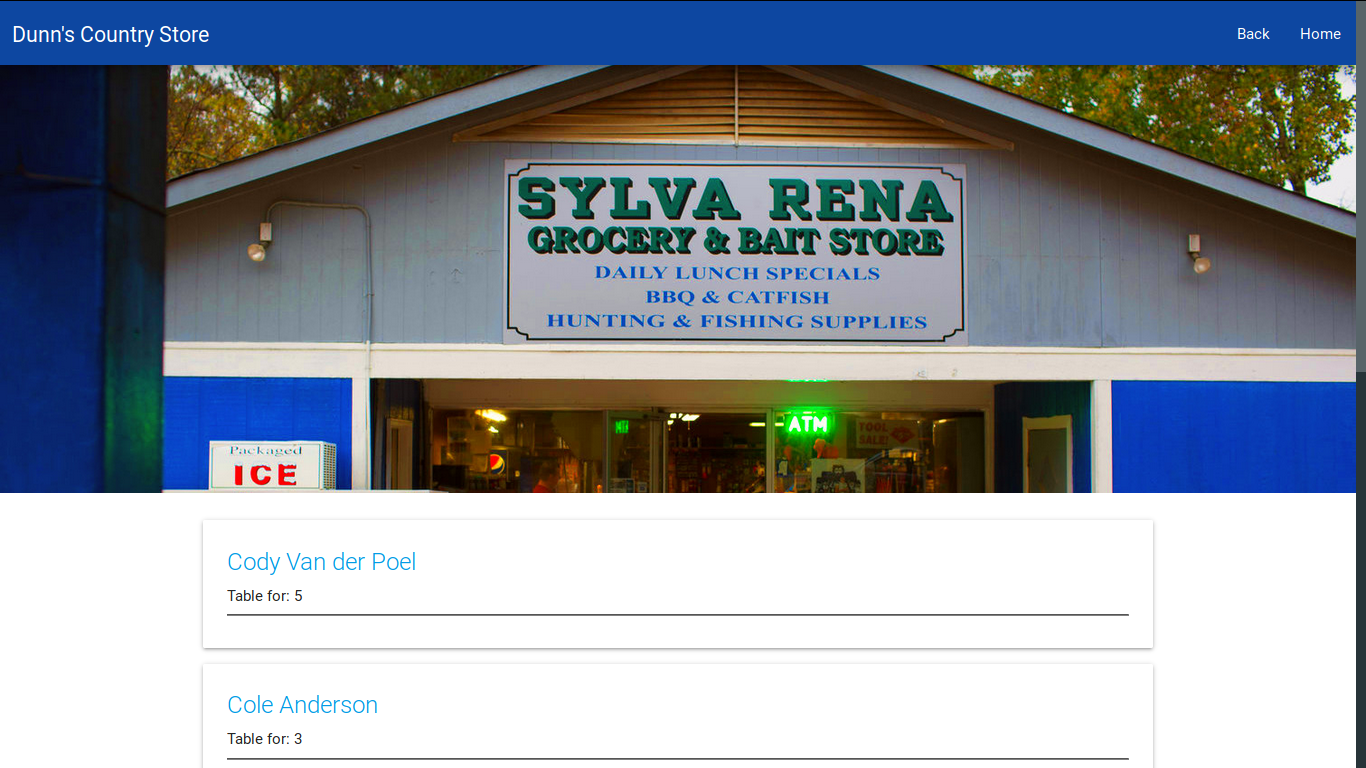 Dunn's Country Store
Back
Home
SYLVA RENA
GROCERY & BAIT STORE
DAILY LUNCH SPECIALS
BBQ & CATFISH
HUNTING & FISHING SUPPLIES
ATM
TOOL
SALE!
Packaged
ICE
Cody Van der Poel
Table for: 5
Cole Anderson
Table for: 3